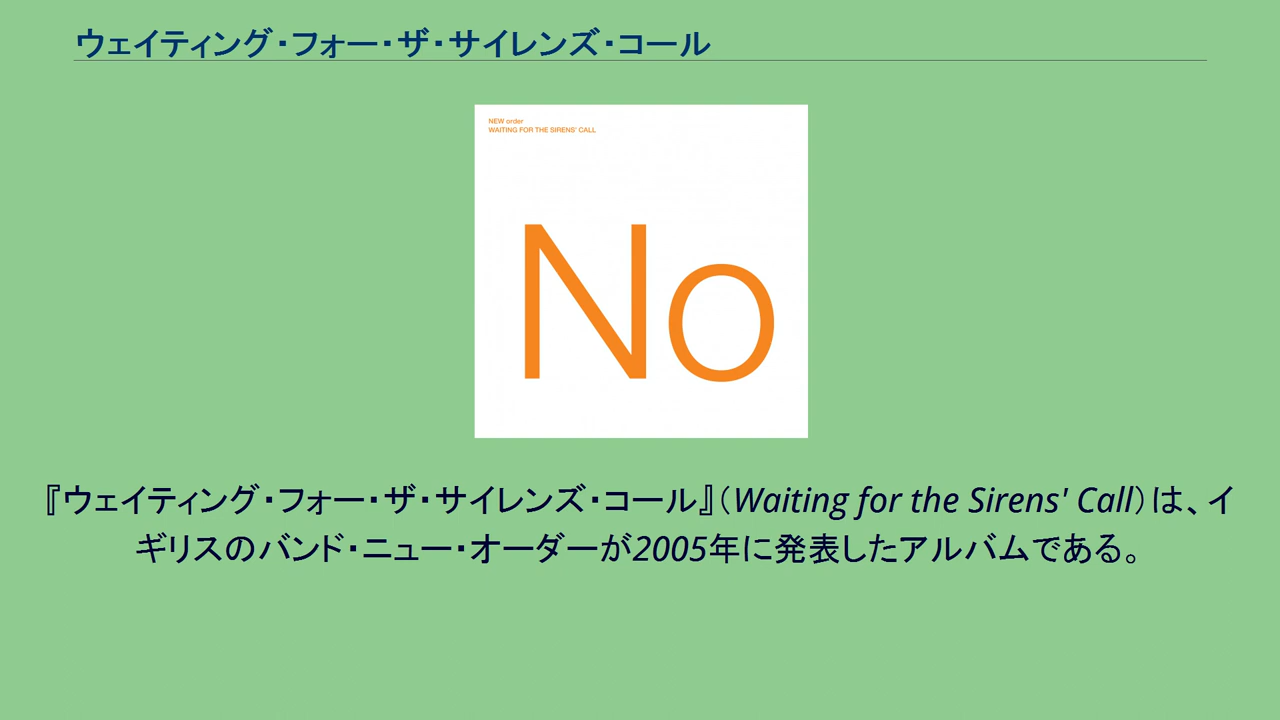 ウェイティング・フォー・ザ・サイレンズ・コール
NEW order
WAITING FOR THE SIRENS' CALL
No
『ウェイティング・フォー・ザ・サイレンズ・コール』（Waiting for the Sirens' Call）は、イ
ギリスのバンド・ニュー・オーダーが2005年に発表したアルバムである。